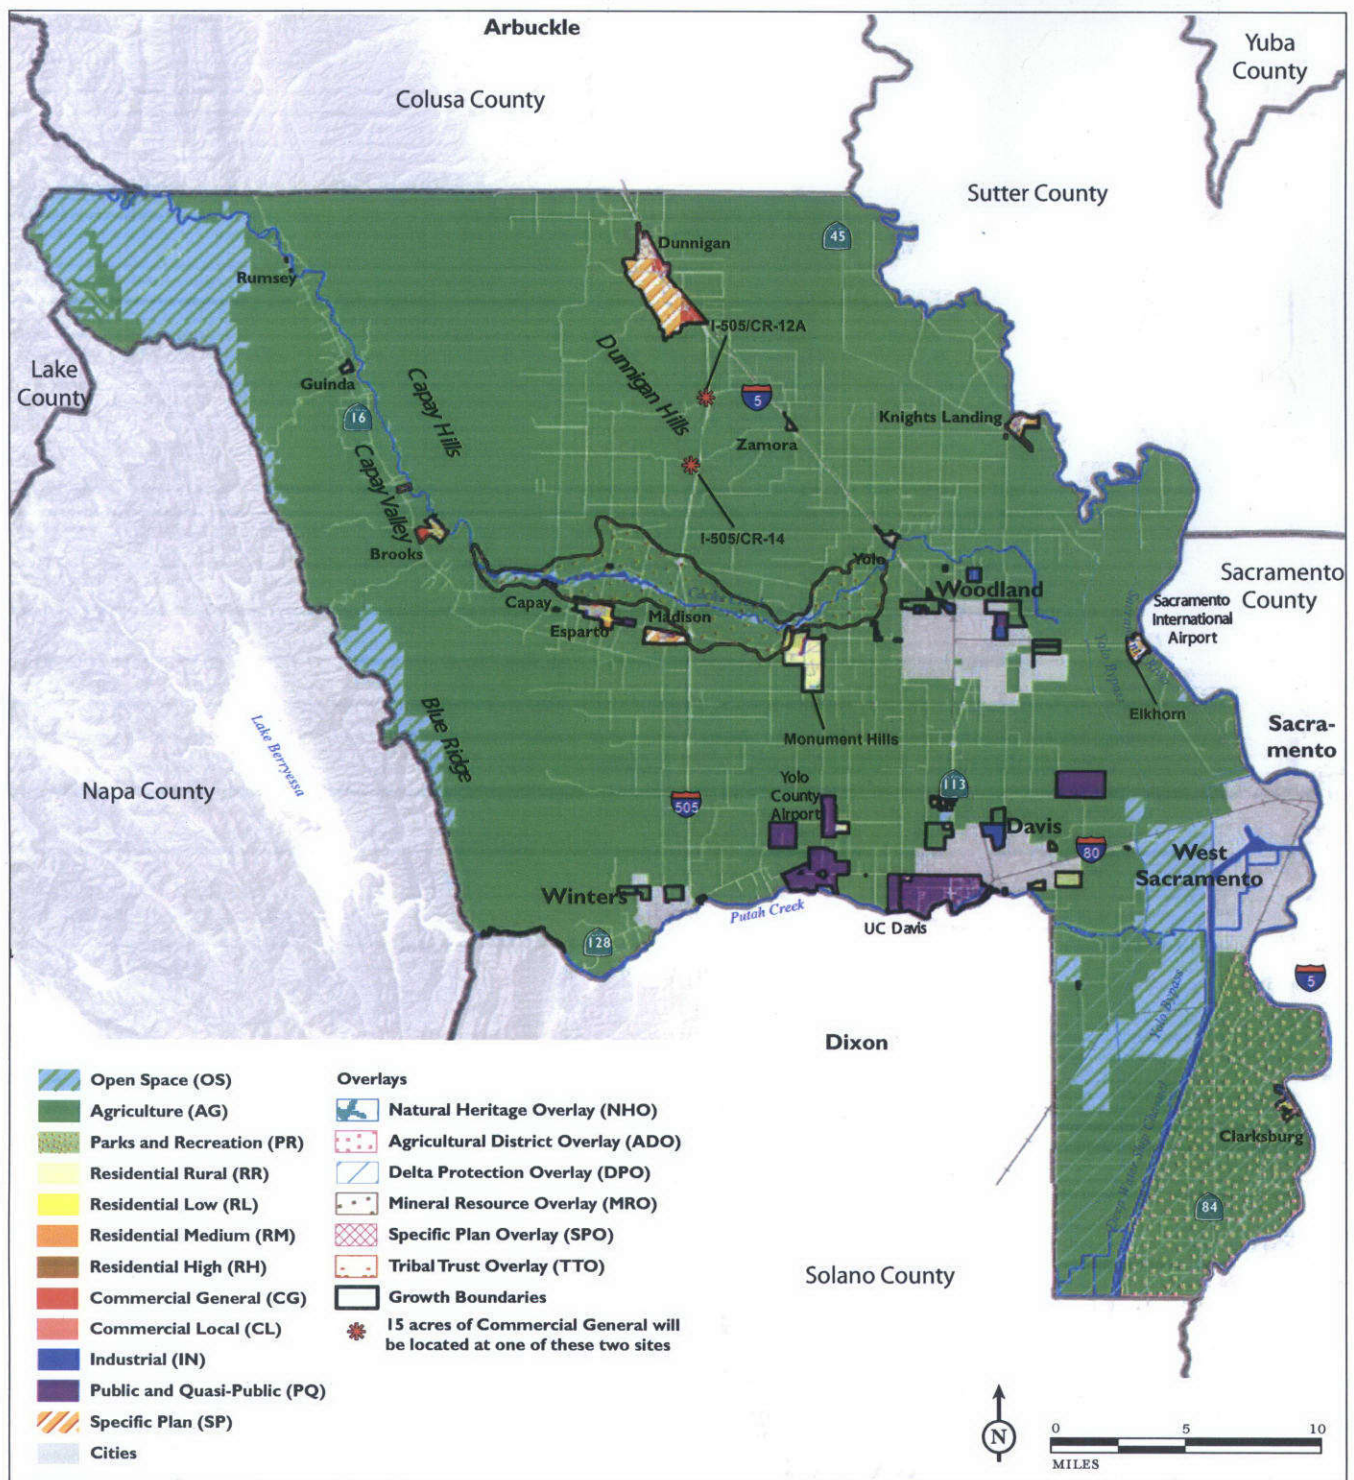 Arbuckle
Yuba
County
Colusa County
Sutter County
Dunnigan
45
Rumsey
I-505/CR-12A
Dunnigan Hills
Lake
County
Guinda
Capay Hills
5
16
Knights Landing
Zamora
Capay Valley
I-505/CR-14
Brooks
Yolo
Woodland
Sacramento
County
Sacramento
International
Airport
Capay
Madison
Esparto
Yolo Bypass
Elkhorn
Blue Ridge
Lake Berryessa
Monument Hills
Sacra-
mento
Napa County
Yolo
County
Airport
113
505
Davis
80
West
Sacramento
Winters
Putah Creek
UC Davis
128
5
Yolo Bypass
Dixon
Clarksburg
84
Solano County
Open Space (OS)
Agriculture (AG)
Parks and Recreation (PR)
Residential Rural (RR)
Residential Low (RL)
Residential Medium (RM)
Residential High (RH)
Commercial General (CG)
Commercial Local (CL)
Industrial (IN)
Public and Quasi-Public (PQ)
Specific Plan (SP)
Cities
Overlays
Natural Heritage Overlay (NHO)
Agricultural District Overlay (ADO)
Delta Protection Overlay (DPO)
Mineral Resource Overlay (MRO)
Specific Plan Overlay (SPO)
Tribal Trust Overlay (TTO)
Growth Boundaries
15 acres of Commercial General will
be located at one of these two sites
N
0 5 10
MILES